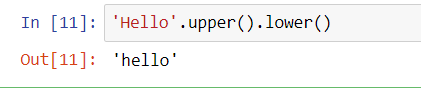 In [11]: 'Hello'.upper().lower()
Out[11]: 'hello'